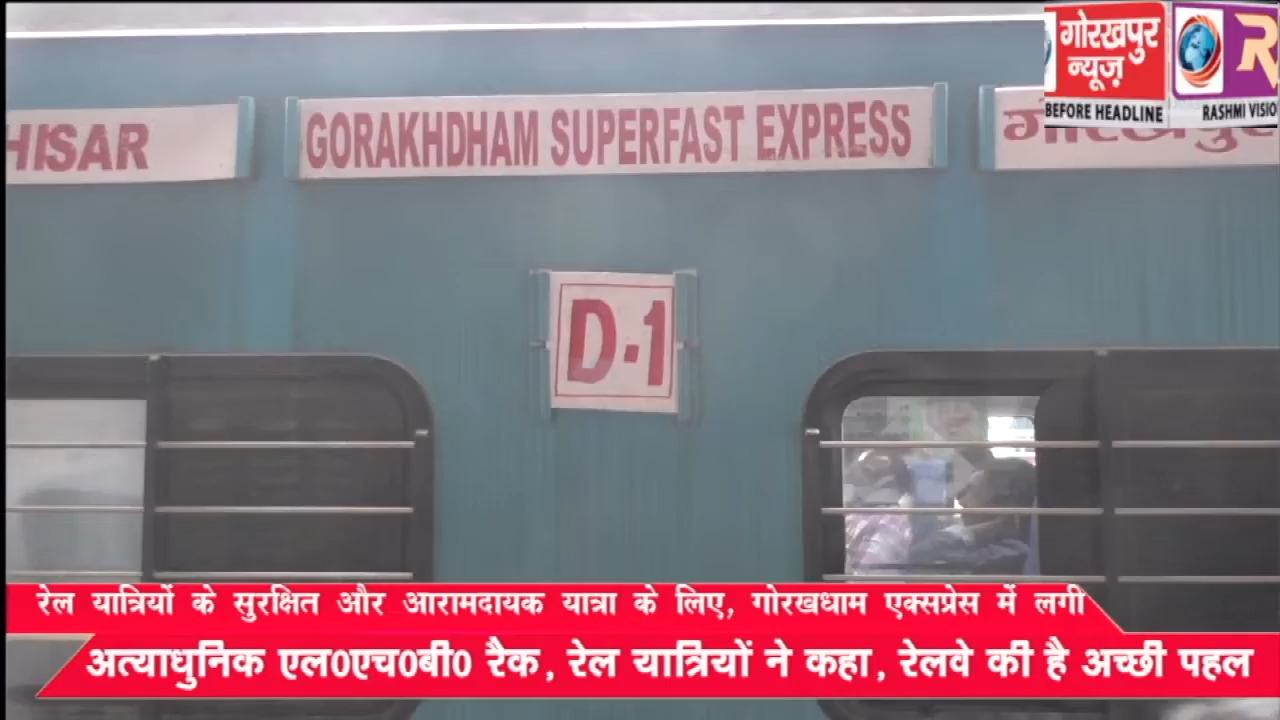 गोरखपुर
न्यूज़
BEFORE HEADLINE
R
RASHMI VISIO
HISAR
GORAKHDHAM SUPERFAST EXPRESS
गोरखपुर
D-1
रेल यात्रियों के सुरक्षित और आरामदायक यात्रा के लिए, गोरखधाम एक्सप्रेस में लगी
अत्याधुनिक एल0एच0बी0 रैक, रेल यात्रियों ने कहा, रेलवे की है अच्छी पहल